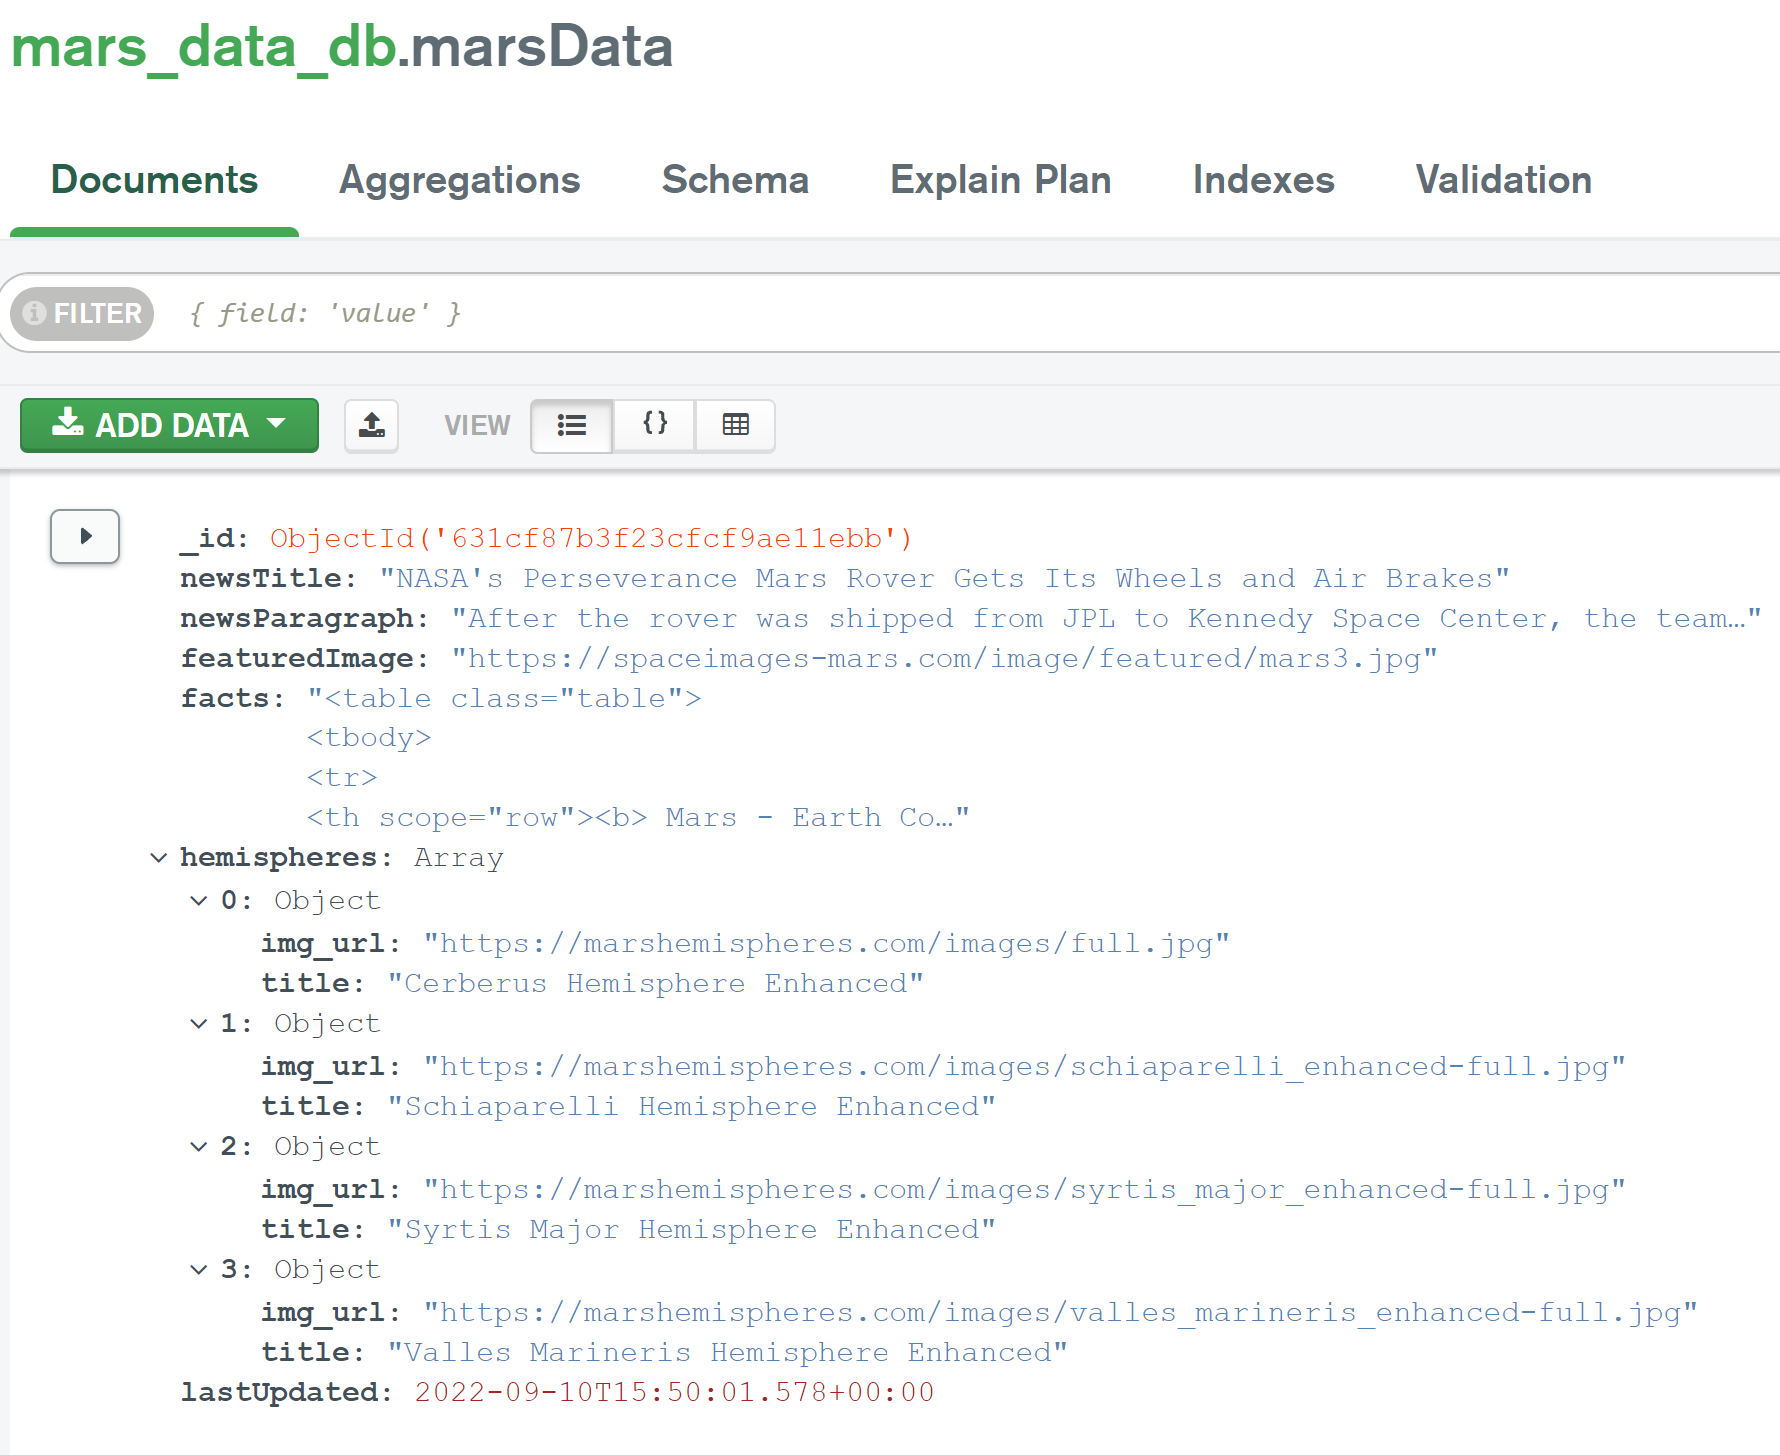 mars_data_db.marsData
Documents Aggregations Schema Explain Plan Indexes Validation
FILTER { field: 'value' }
ADD DATA VIEW {}
_id: ObjectId('631cf87b3f23cfcf9ae11ebb')
newsTitle: "NASA's Perseverance Mars Rover Gets Its Wheels and Air Brakes"
newsParagraph: "After the rover was shipped from JPL to Kennedy Space Center, the team…"
featuredImage: "https://spaceimages-mars.com/image/featured/mars3.jpg"
facts: "<table class="table">
<tbody>
<tr>
<th scope="row"><b> Mars - Earth Co…"
hemispheres: Array
0: Object
img_url: "https://marshemispheres.com/images/full.jpg"
title: "Cerberus Hemisphere Enhanced"
1: Object
img_url: "https://marshemispheres.com/images/schiaparelli_enhanced-full.jpg"
title: "Schiaparelli Hemisphere Enhanced"
2: Object
img_url: "https://marshemispheres.com/images/syrtis_major_enhanced-full.jpg"
title: "Syrtis Major Hemisphere Enhanced"
3: Object
img_url: "https://marshemispheres.com/images/valles_marineris_enhanced-full.jpg"
title: "Valles Marineris Hemisphere Enhanced"
lastUpdated: 2022-09-10T15:50:01.578+00:00